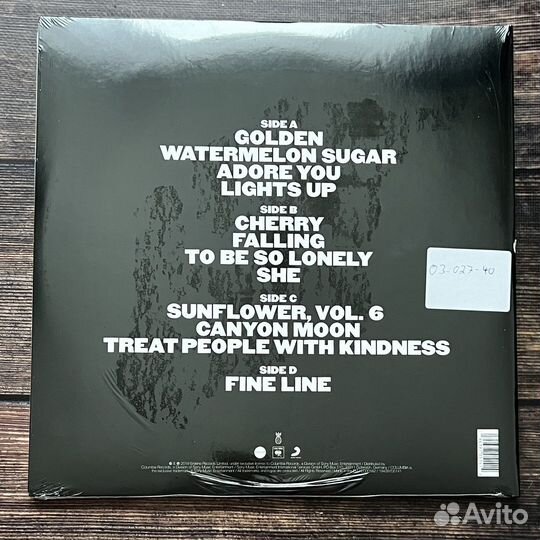 SIDE A
GOLDEN
WATERMELON SUGAR
ADORE YOU
LIGHTS UP
SIDE B
CHERRY
FALLING
TO BE SO LONELY
SHE
03-027-40
SIDE C
SUNFLOWER, VOL. 6
CANYON MOON
TREAT PEOPLE WITH KINDNESS
SIDE D
FINE LINE
Avito